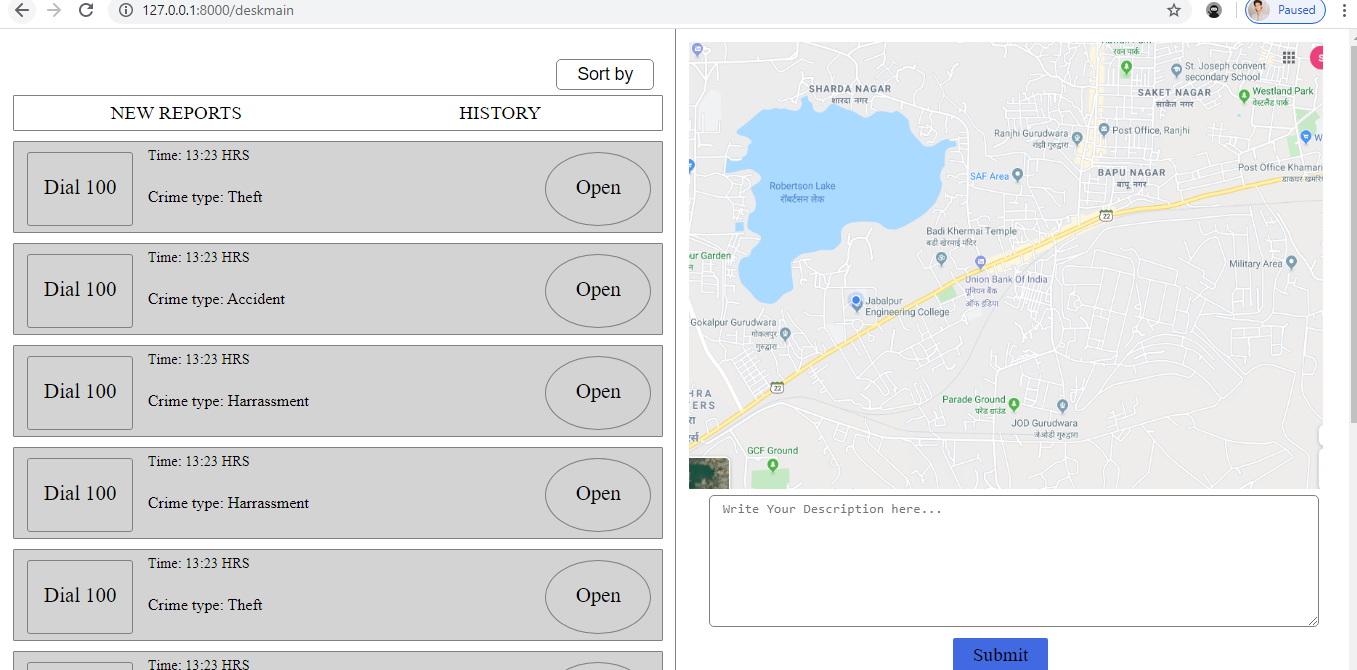 127.0.0.1:8000/deskmain
Paused
Sort by
NEW REPORTS
HISTORY
Dial 100
Time: 13:23 HRS
Crime type: Theft
Open
Dial 100
Time: 13:23 HRS
Crime type: Accident
Open
Dial 100
Time: 13:23 HRS
Crime type: Harrassment
Open
Dial 100
Time: 13:23 HRS
Crime type: Harrassment
Open
Dial 100
Time: 13:23 HRS
Crime type: Theft
Open
Time: 13:23 HRS
रवन पार्क
St. Joseph convent
secondary School
SHARDA NAGAR
शारदा नगर
SAKET NAGAR
साकेत नगर
Westland Park
वेस्टलैंड पार्क
Ranjhi Gurudwara
रांझी गुरुद्वारा
Post Office, Ranjhi
W
SAF Area
BAPU NAGAR
बापू नगर
Post Office Khamari
डाकघर खमरि
Robertson Lake
रॉबर्टसन लेक
22
Badi Khermai Temple
बड़ी खेरमाई मंदिर
ur Garden
Military Area
Union Bank Of India
यूनियन बैंक
ऑफ इंडिया
Jabalpur
Engineering College
Gokalpur Gurudwara
गोकलपुर
गुरुद्वारा
22
HRA
ERS
Parade Ground
परेड ग्राउंड
JOD Gurudwara
जेओडी गुरुद्वारा
GCF Ground
Write Your Description here...
Submit